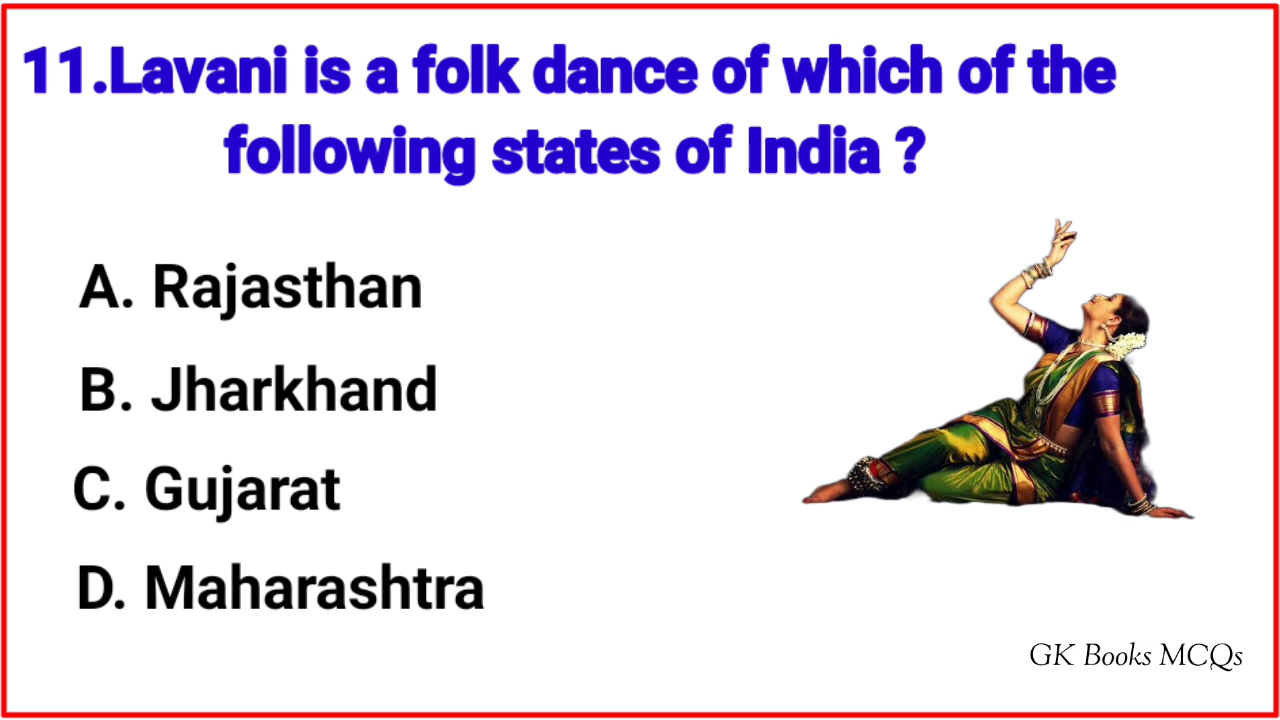 11.Lavani is a folk dance of which of the
following states of India ?
A. Rajasthan
B. Jharkhand
C. Gujarat
D. Maharashtra
GK Books MCQs